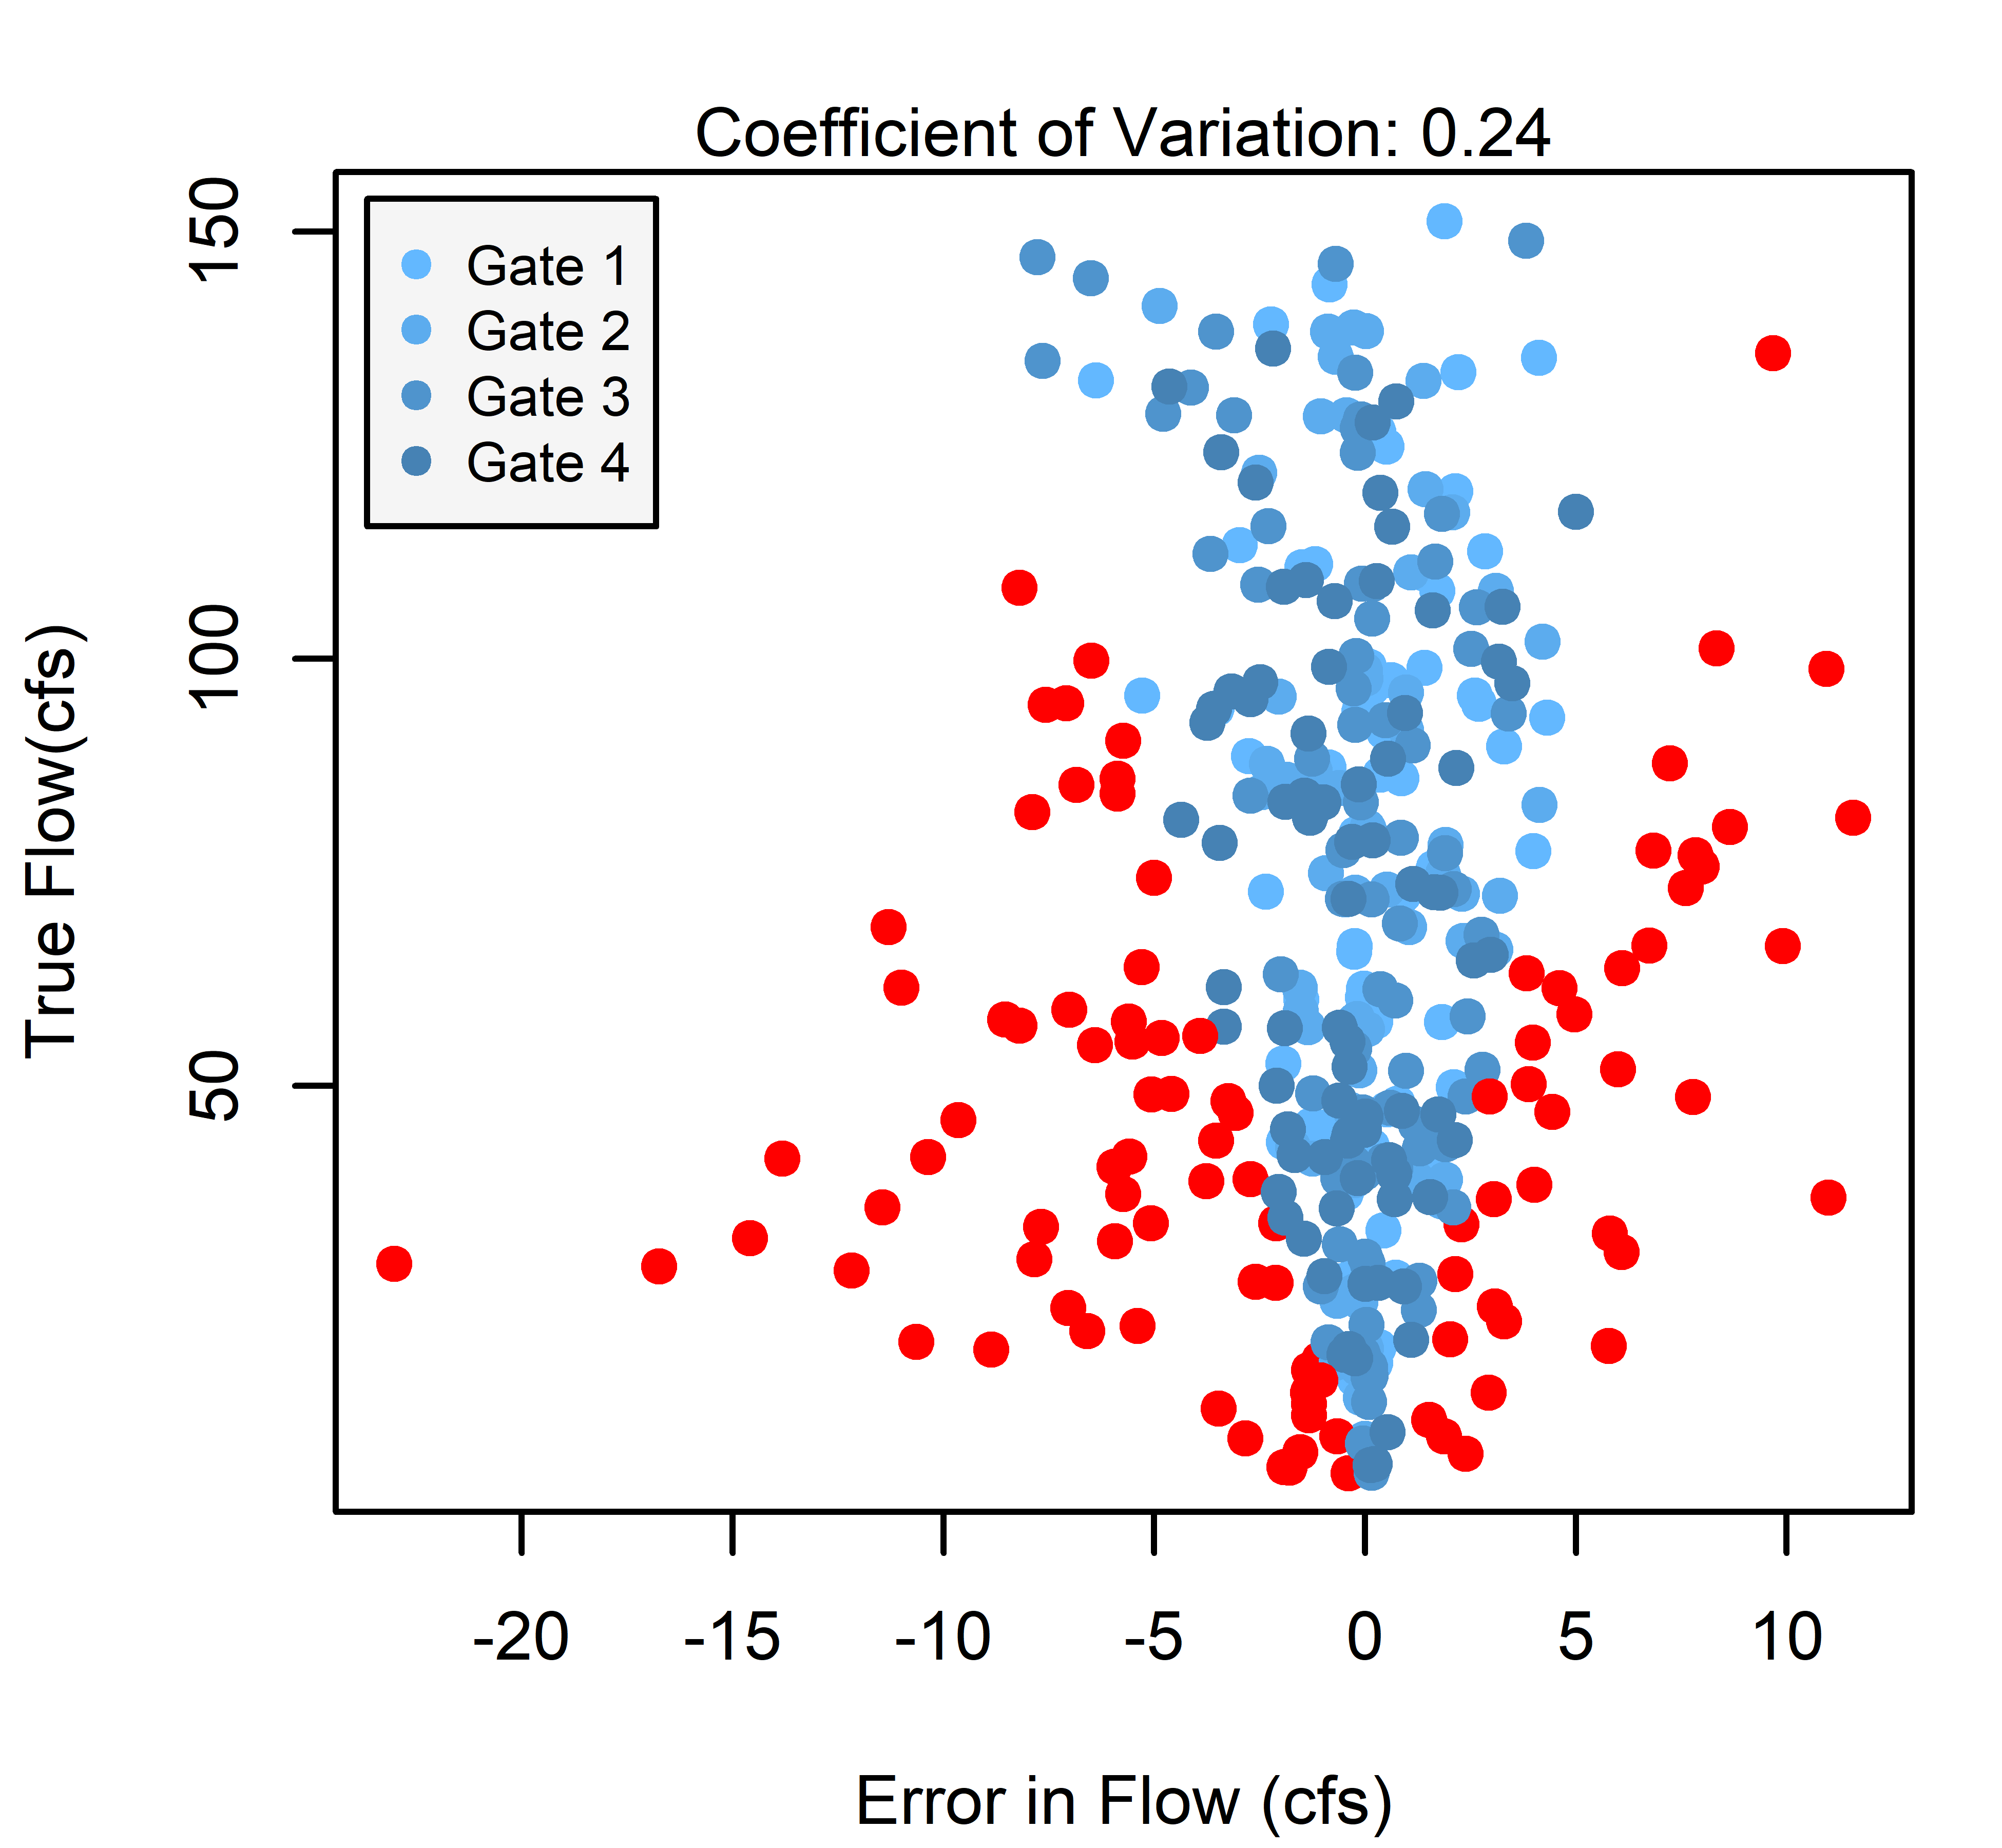 Coefficient of Variation: 0.24
Gate 1
Gate 2
Gate 3
Gate 4
True Flow(cfs)
150
100
50
-20 -15 -10 -5 0 5 10
Error in Flow (cfs)